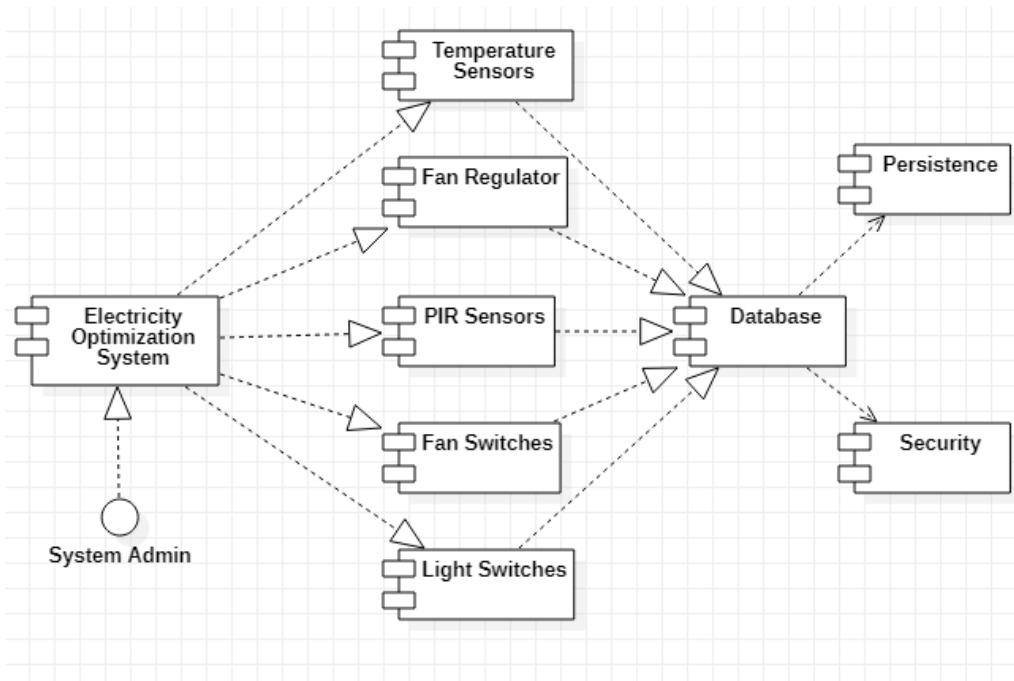 Temperature
Sensors
Fan Regulator
Persistence
Electricity
Optimization
System
PIR Sensors
Database
Fan Switches
Security
System Admin
Light Switches